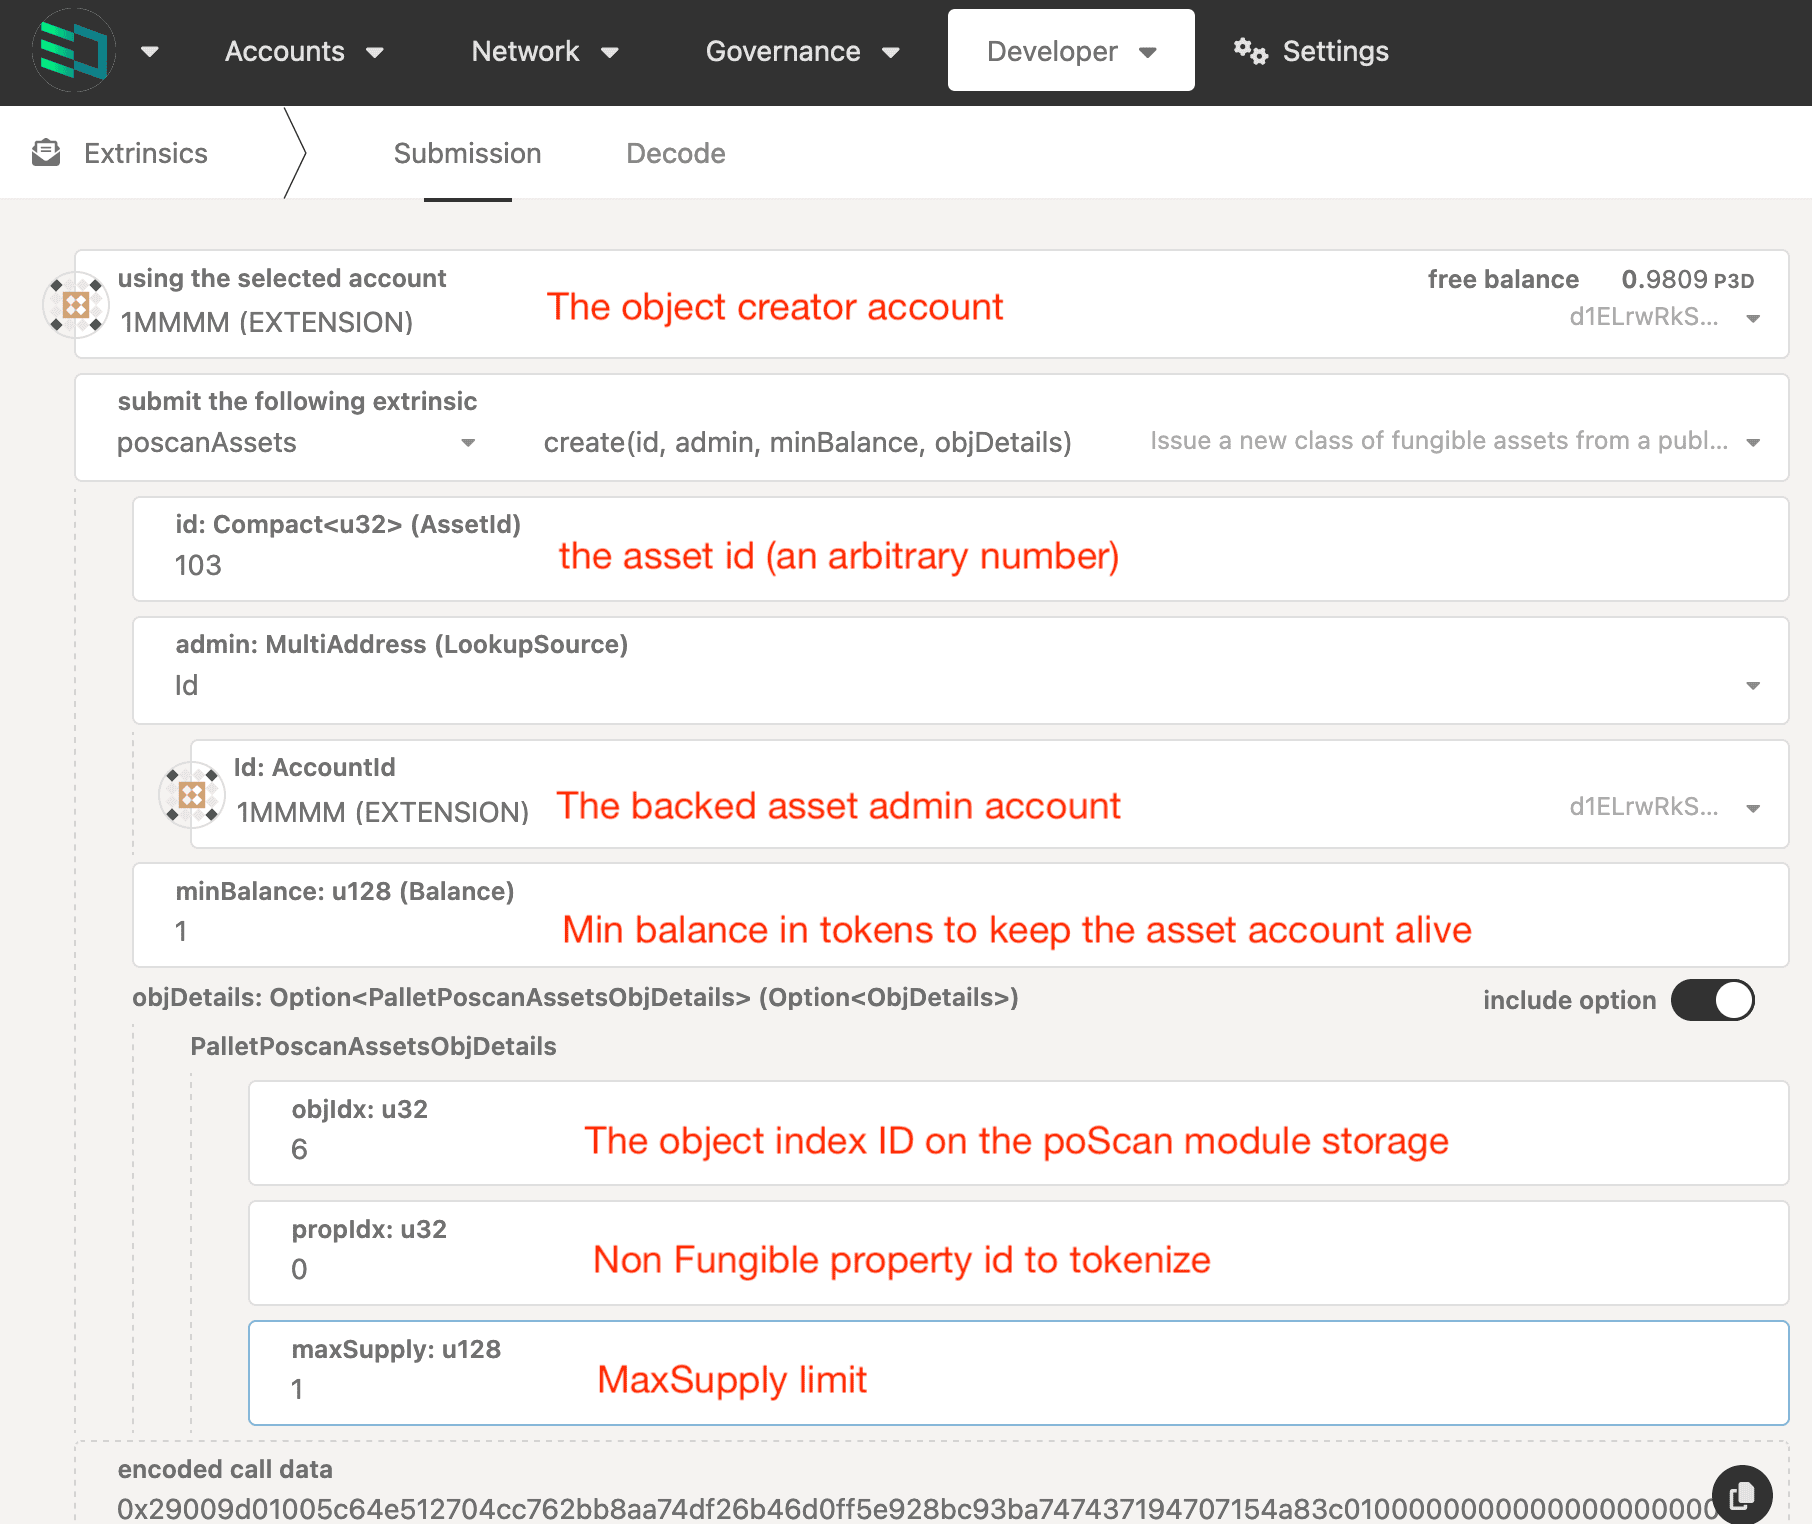 Accounts Network Governance Developer Settings
Extrinsics Submission Decode
using the selected account
1MMMM (EXTENSION)
The object creator account
free balance 0.9809 P3D
d1ELrwRkS...
submit the following extrinsic
poscanAssets create(id, admin, minBalance, objDetails) Issue a new class of fungible assets from a publ...
id: Compact<u32> (AssetId)
103
the asset id (an arbitrary number)
admin: MultiAddress (LookupSource)
Id
Id: AccountId
1MMMM (EXTENSION)
The backed asset admin account
d1ELrwRkS...
minBalance: u128 (Balance)
1
Min balance in tokens to keep the asset account alive
objDetails: Option<PalletPoscanAssetsObjDetails> (Option<ObjDetails>) include option
PalletPoscanAssetsObjDetails
objIdx: u32
6
The object index ID on the poScan module storage
propIdx: u32
0
Non Fungible property id to tokenize
maxSupply: u128
1
MaxSupply limit
encoded call data